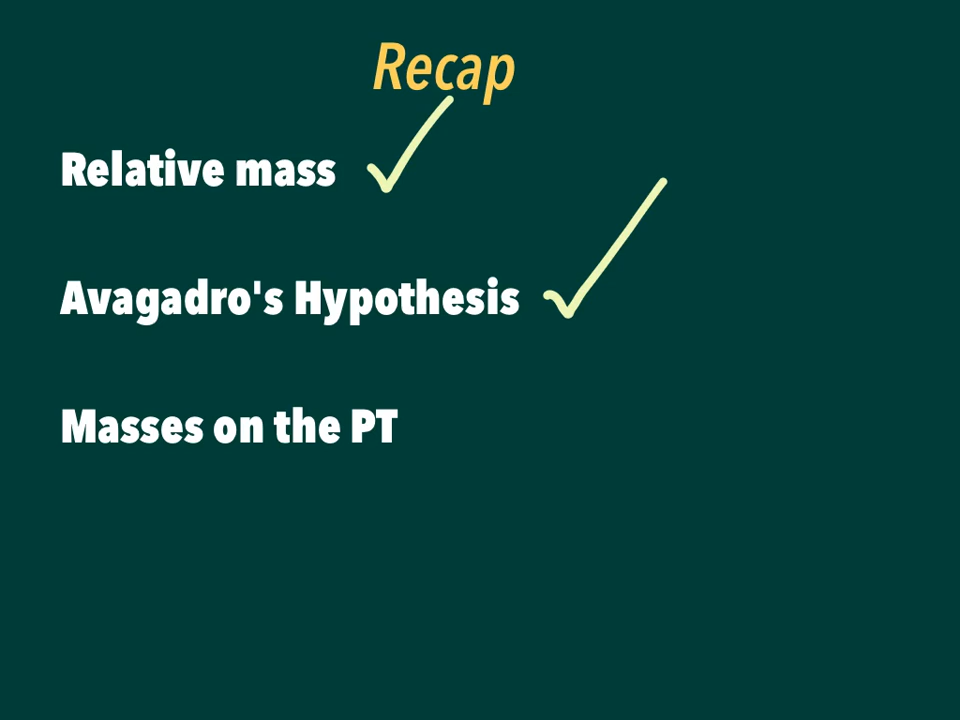 Recap
Relative mass
Avagadro's Hypothesis
Masses on the PT